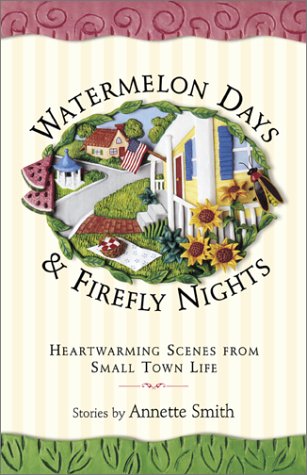 WATERMELON DAYS
& FIREFLY NIGHTS
HEARTWARMING SCENES FROM
SMALL TOWN LIFE
Stories by Annette Smith